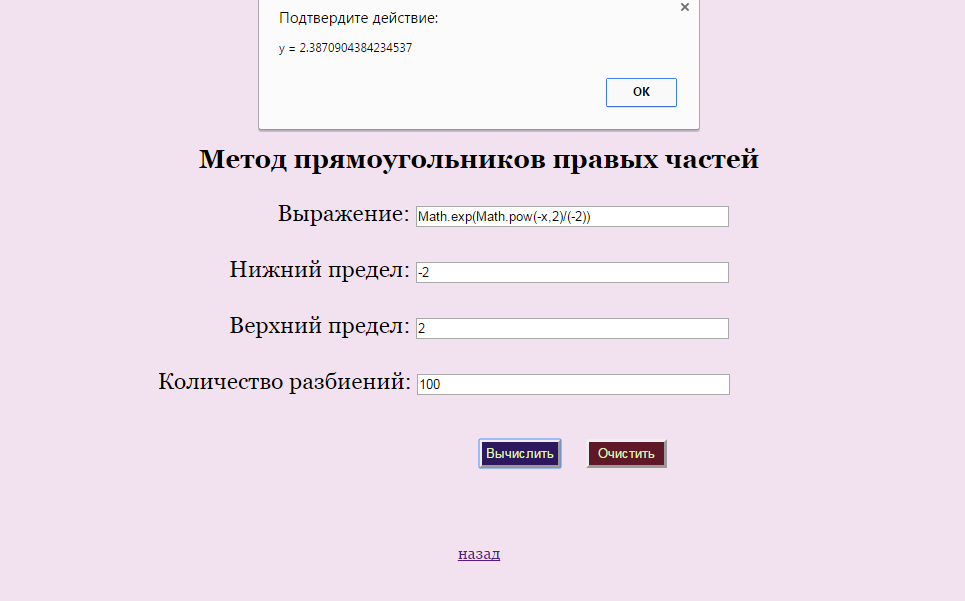 Подтвердите действие:
y = 2.3870904384234537
OK
Метод прямоугольников правых частей
Выражение: Math.exp(Math.pow(-x,2)/(-2))
Нижний предел: -2
Верхний предел: 2
Количество разбиений: 100
Вычислить Очистить
назад